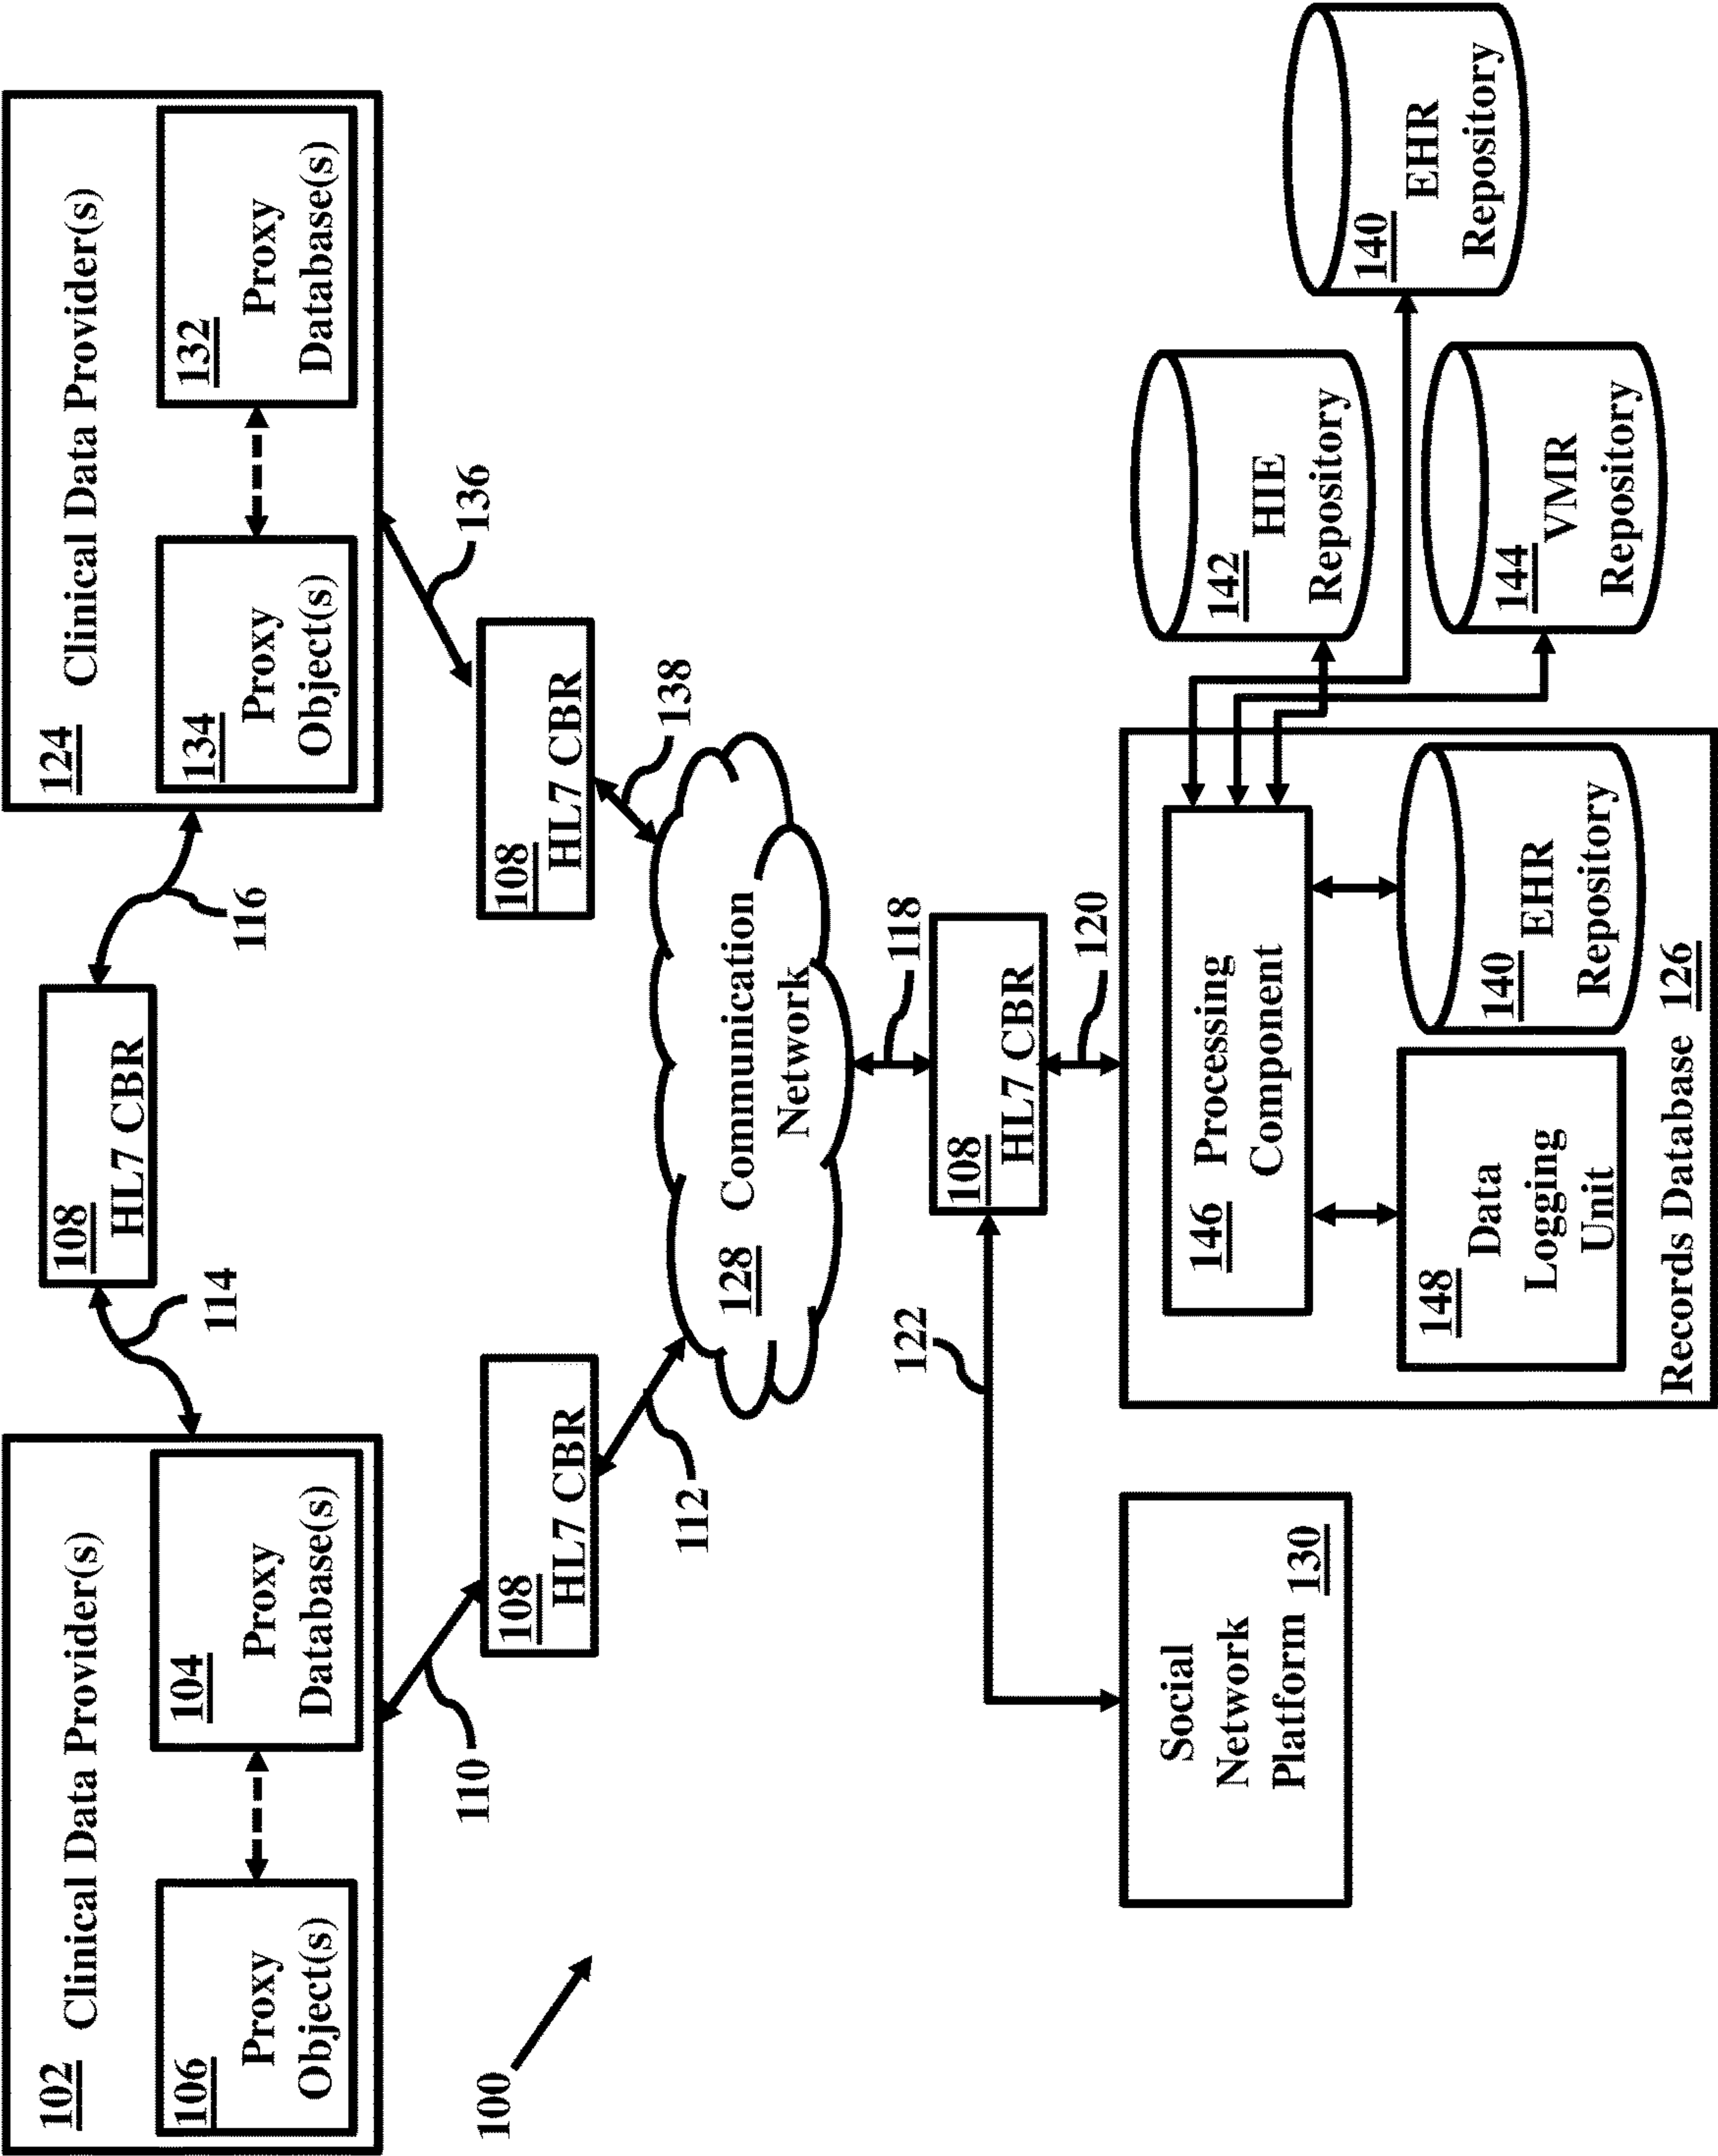 102 Clinical Data Provider(s)
106
Proxy
Object(s)
104
Proxy
Database(s)
114
108
HL7 CBR
116
124 Clinical Data Provider(s)
134
Proxy
Object(s)
132
Proxy
Database(s)
100
110
108
HL7 CBR
112
136
108
HL7 CBR
138
128 Communication
Network
118
108
HL7 CBR
120
122
Social
Network
Platform 130
146 Processing
Component
148 Data
Logging
Unit
140 EHR
Repository
Records Database 126
142 HIE
Repository
144 VMR
Repository
140 EHR
Repository